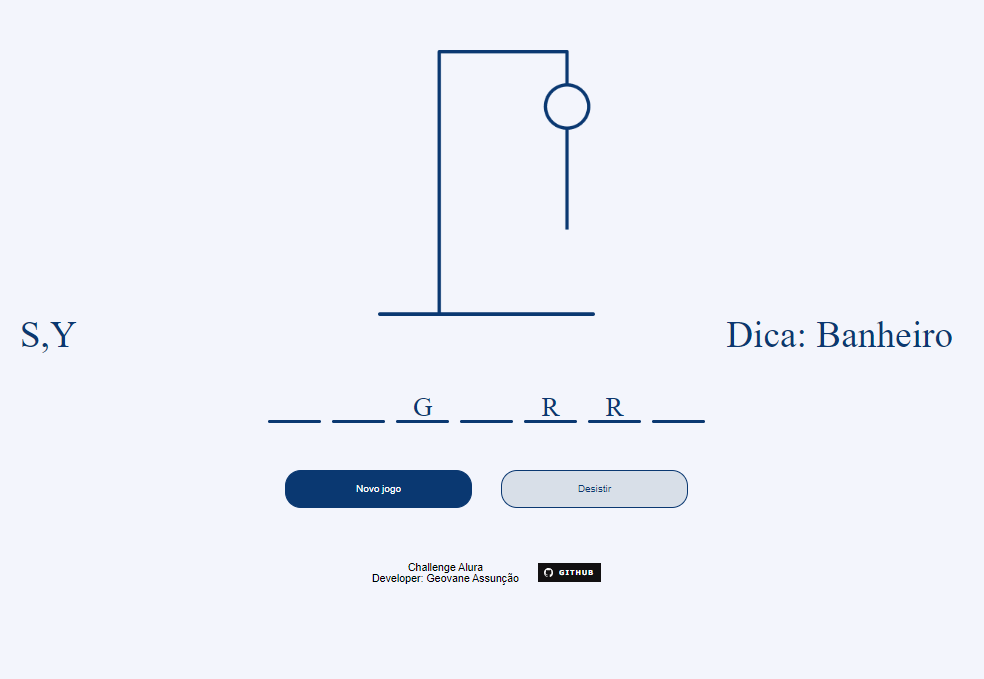 S,Y
Dica: Banheiro
G R R
Novo jogo
Desistir
Challenge Alura
Developer: Geovane Assunção
GITHUB